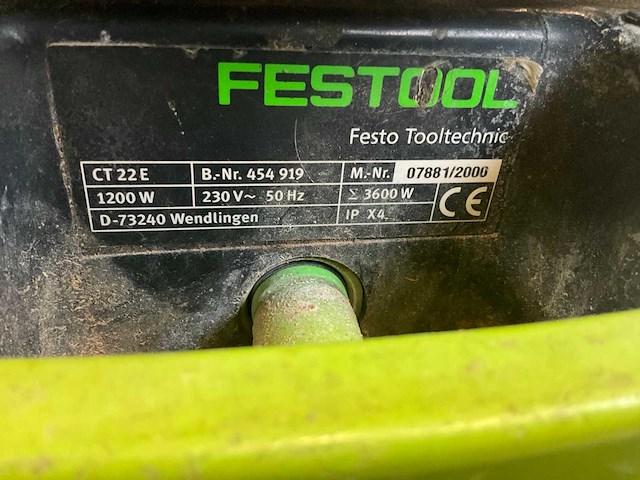 FESTOOL
Festo Tooltechnic
CT 22 E B.-Nr. 454 919 M.-Nr. 07881/2006
1200 W 230 V~ 50 Hz Σ 3600 W CE
D-73240 Wendlingen IP X4